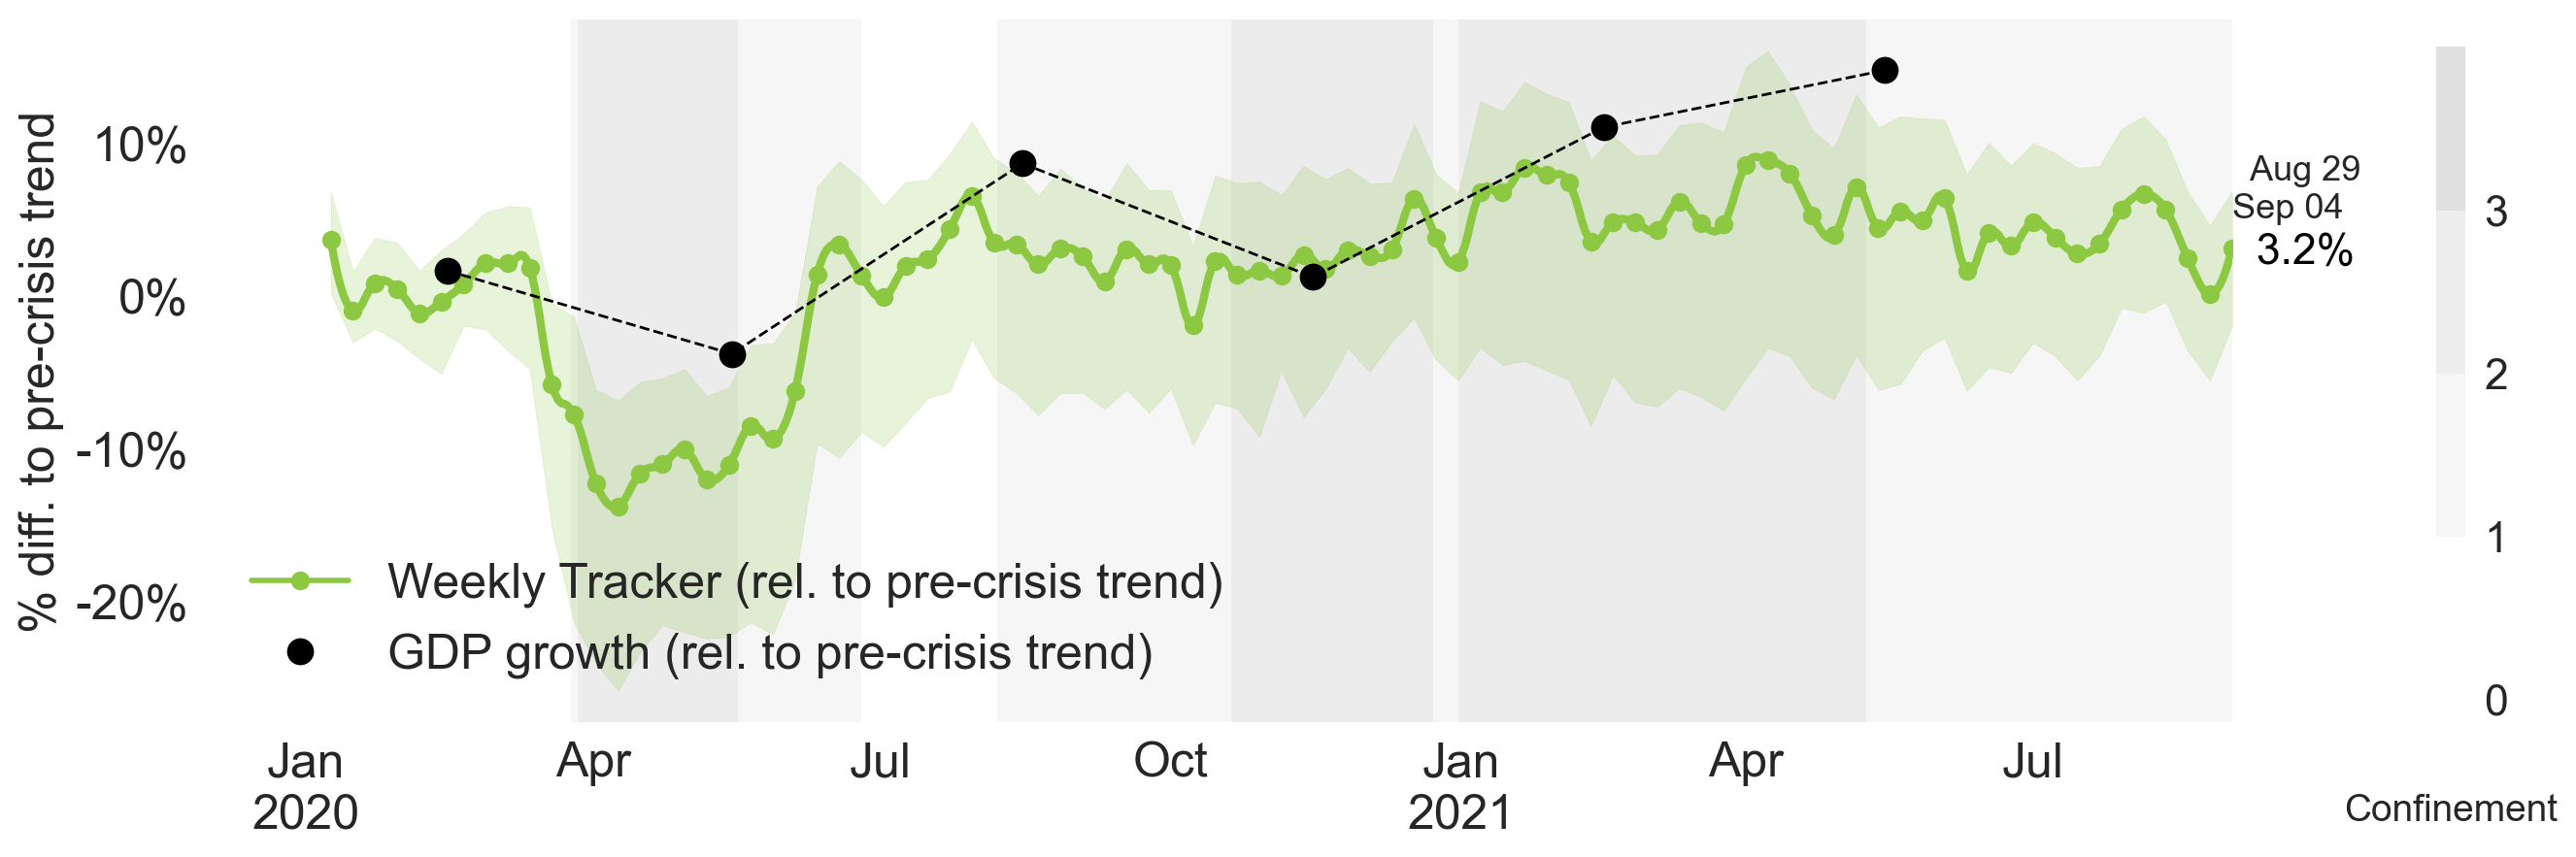 % diff. to pre-crisis trend
10%
0%
-10%
-20%
Weekly Tracker (rel. to pre-crisis trend)
GDP growth (rel. to pre-crisis trend)
Jan
2020
Apr
Jul
Oct
Jan
2021
Apr
Jul
Aug 29
Sep 04
3.2%
3
2
1
0
Confinement